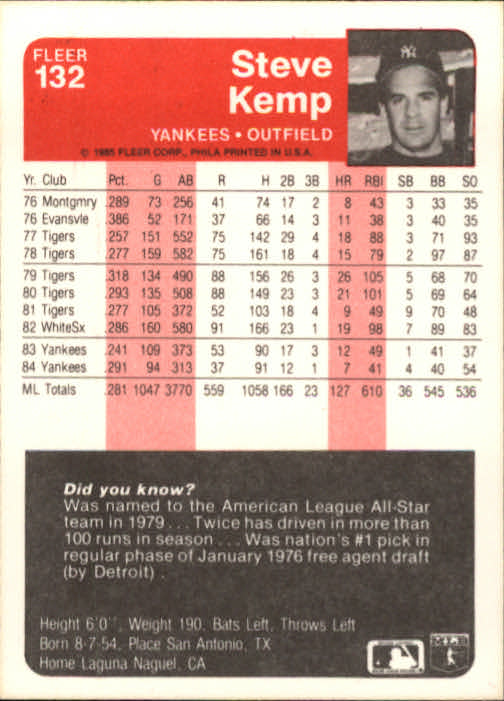 FLEER
132
Steve
Kemp
YANKEES • OUTFIELD
© 1985 FLEER CORP., PHILA PRINTED IN U.S.A.
Yr. Club Pct. G AB R H 2B 3B HR RBI SB BB SO
76 Montgmry .289 73 256 41 74 17 2 8 43 3 33 35
76 Evansvle .386 52 171 37 66 14 3 11 38 3 40 35
77 Tigers .257 151 552 75 142 29 4 18 88 3 71 93
78 Tigers .277 159 582 75 161 18 4 15 79 2 97 87
79 Tigers .318 134 490 88 156 26 3 26 105 5 68 70
80 Tigers .293 135 508 88 149 23 3 21 101 5 69 64
81 Tigers .277 105 372 52 103 18 4 9 49 9 70 48
82 WhiteSx .286 160 580 91 166 23 1 19 98 7 89 83
83 Yankees .241 109 373 53 90 17 3 12 49 1 41 37
84 Yankees .291 94 313 37 91 12 1 7 41 4 40 54
ML Totals .281 1047 3770 559 1058 166 23 127 610 36 545 536
Did you know?
Was named to the American League All-Star
team in 1979 . . . Twice has driven in more than
100 runs in season . . . Was nation's #1 pick in
regular phase of January 1976 free agent draft
(by Detroit) .
Height 6'0", Weight 190, Bats Left, Throws Left
Born 8-7-54, Place San Antonio, TX
Home Laguna Naguel, CA